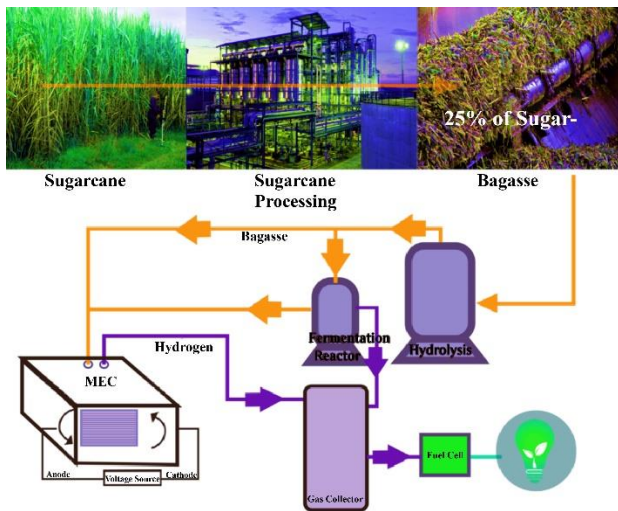 25% of Sugar-
Sugarcane
Sugarcane
Processing
Bagasse
Bagasse
Fermentation
Reactor
Hydrolysis
Hydrogen
MEC
Anode
Voltage Source
Cathode
Gas Collector
Fuel Cell